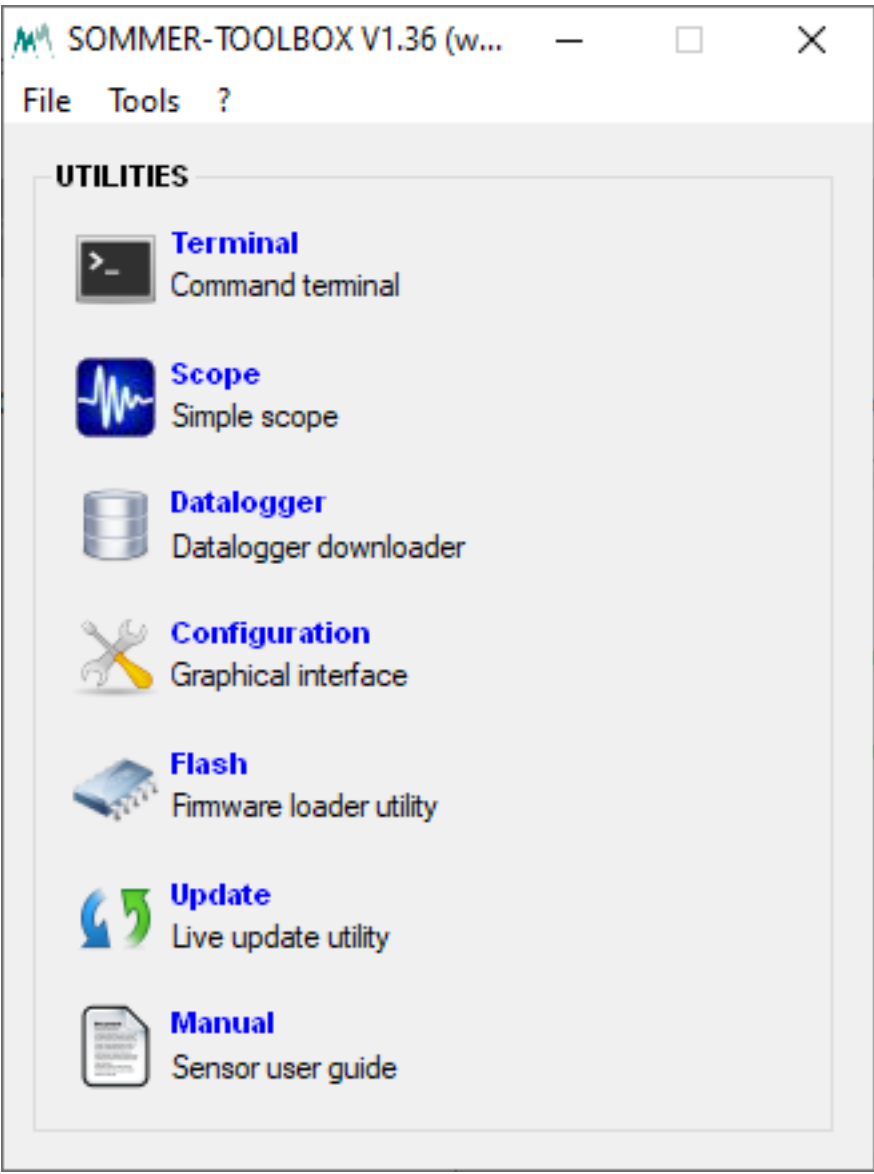 SOMMER-TOOLBOX V1.36 (w...
File Tools ?
UTILITIES
Terminal
Command terminal
Scope
Simple scope
Datalogger
Datalogger downloader
Configuration
Graphical interface
Flash
Firmware loader utility
Update
Live update utility
Manual
Sensor user guide